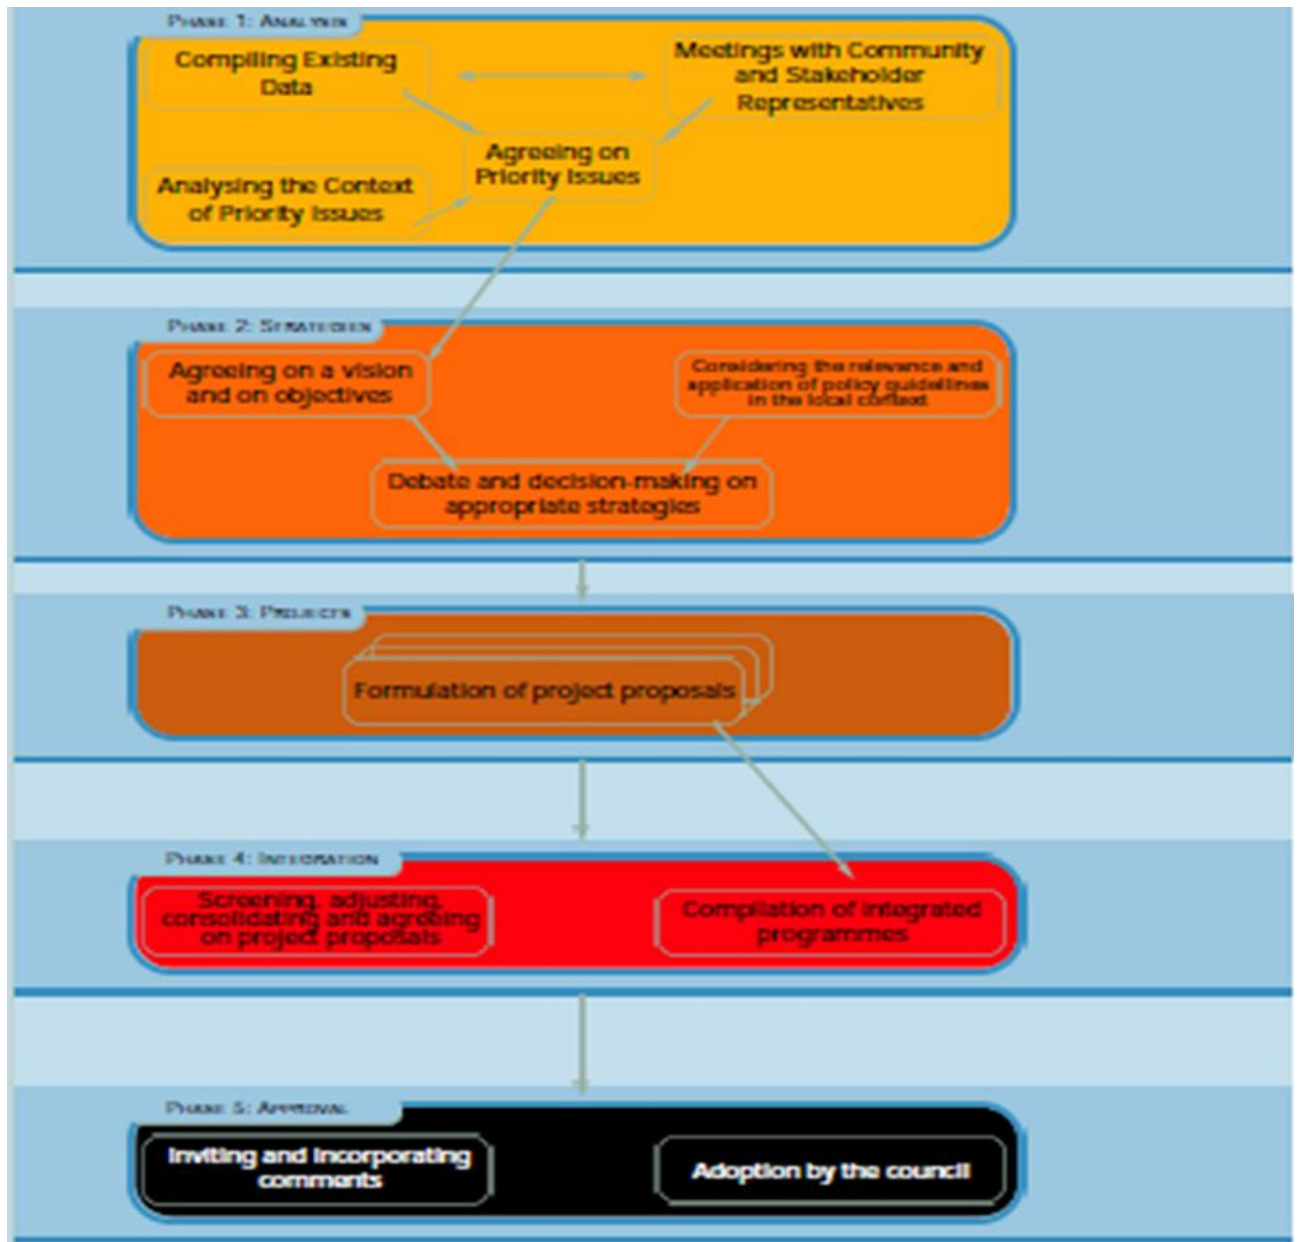 PHASE 1: ANALYSIS
Compiling Existing
Data
Meetings with Community
and Stakeholder
Representatives
Agreeing on
Priority Issues
Analysing the Context
of Priority Issues
PHASE 2: STRATEGIES
Agreeing on a vision
and on objectives
Considering the relevance and
application of policy guidelines
in the local context
Debate and decision-making on
appropriate strategies
PHASE 3: PROJECTS
Formulation of project proposals
PHASE 4: INTEGRATION
Screening, adjusting,
consolidating and agreeing
on project proposals
Compilation of integrated
programmes
PHASE 5: APPROVAL
Inviting and incorporating
comments
Adoption by the council